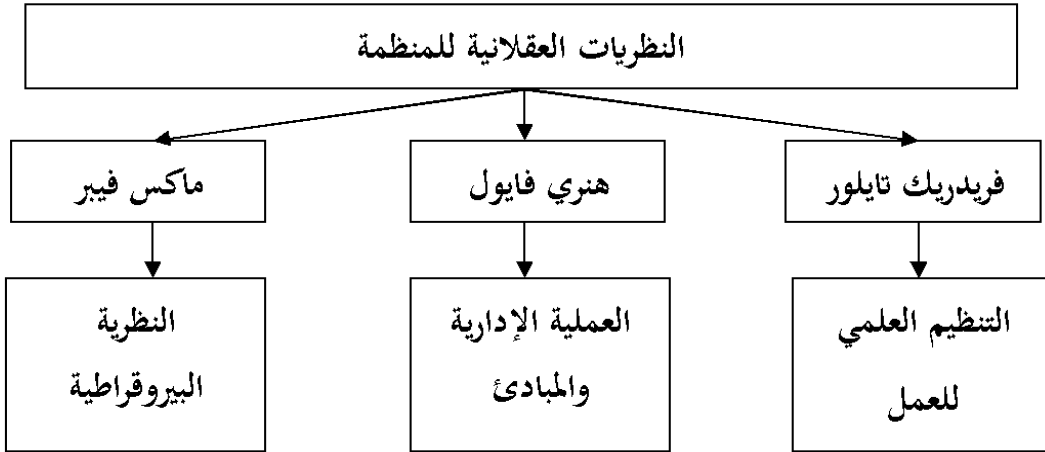 النظريات العقلانية للمنظمة
فريدريك تايلور
هنري فايول
ماكس فيبر
التنظيم العلمي
للعمل
العملية الإدارية
والمبادئ
النظرية
البيروقراطية